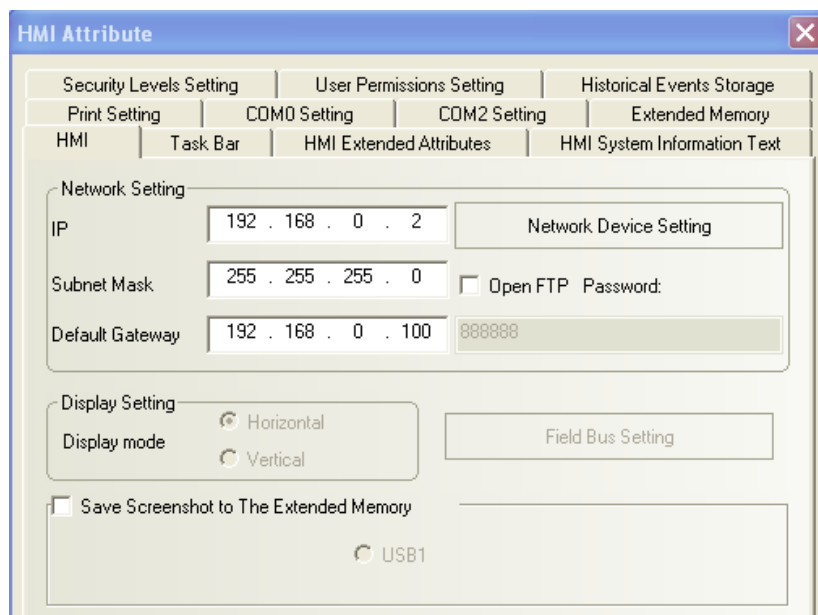 HMI Attribute
Security Levels Setting User Permissions Setting Historical Events Storage
Print Setting COM0 Setting COM2 Setting Extended Memory
HMI Task Bar HMI Extended Attributes HMI System Information Text
Network Setting
IP 192 . 168 . 0 . 2 Network Device Setting
Subnet Mask 255 . 255 . 255 . 0 Open FTP Password:
Default Gateway 192 . 168 . 0 . 100 888888
Display Setting
Display mode
Horizontal
Vertical
Field Bus Setting
Save Screenshot to The Extended Memory
USB1